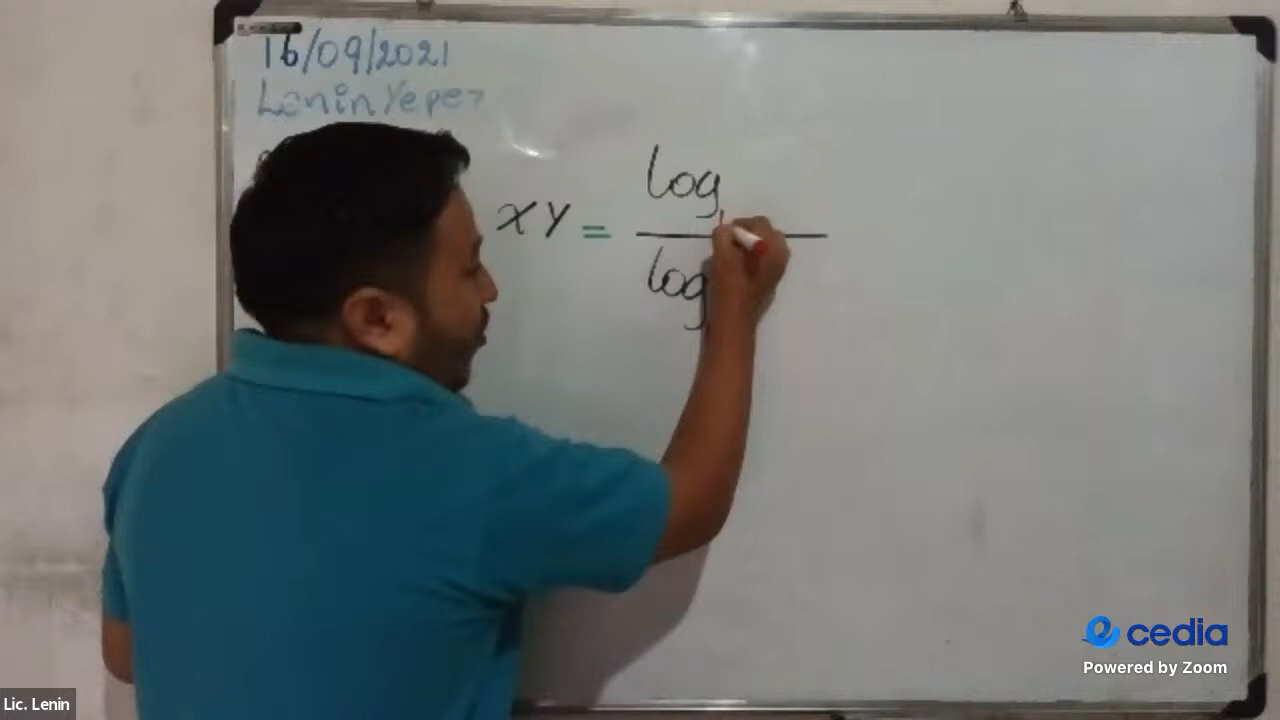 16/09/2021
Lenin Yepez
XY = log
log
cedia
Powered by Zoom
Lic. Lenin